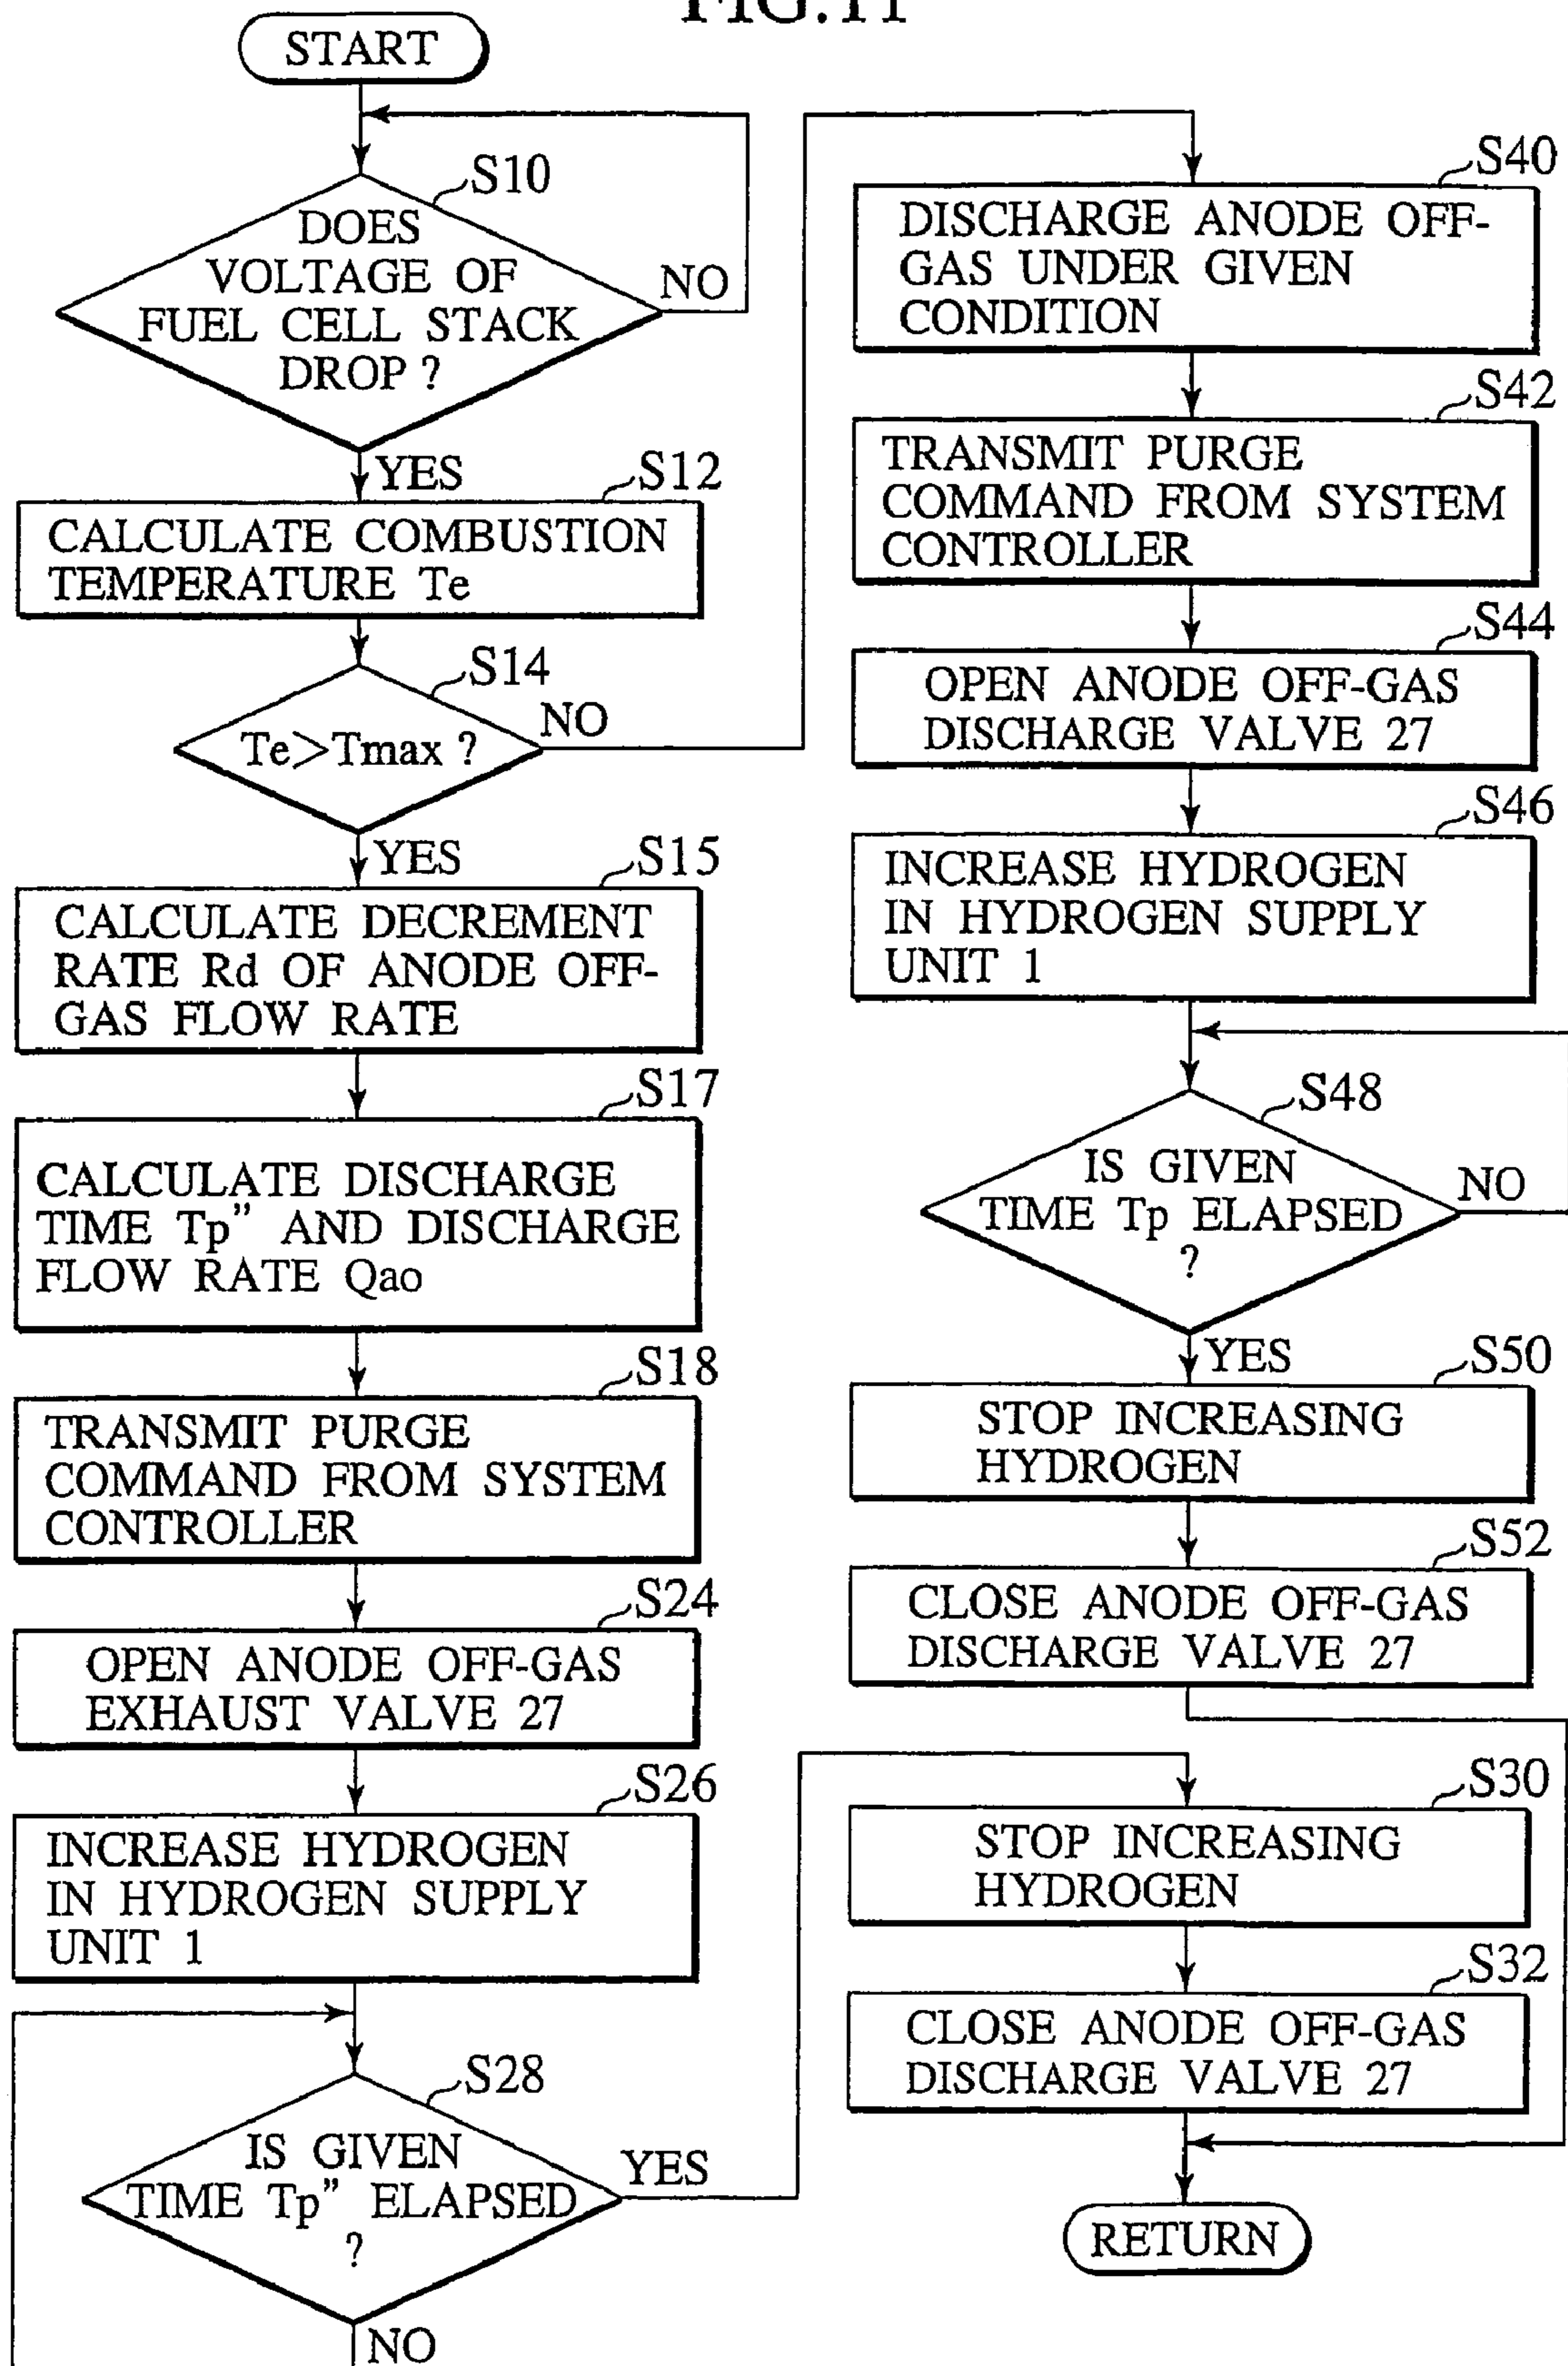 FIG.11
START
S10
DOES
VOLTAGE OF
FUEL CELL STACK
DROP ?
NO
YES
S12
CALCULATE COMBUSTION
TEMPERATURE Te
S14
Te>Tmax ?
NO
YES
S15
CALCULATE DECREMENT
RATE Rd OF ANODE OFF-
GAS FLOW RATE
S17
CALCULATE DISCHARGE
TIME Tp" AND DISCHARGE
FLOW RATE Qao
S18
TRANSMIT PURGE
COMMAND FROM SYSTEM
CONTROLLER
S24
OPEN ANODE OFF-GAS
EXHAUST VALVE 27
S26
INCREASE HYDROGEN
IN HYDROGEN SUPPLY
UNIT 1
S28
IS GIVEN
TIME Tp" ELAPSED
?
YES
NO
S40
DISCHARGE ANODE OFF-
GAS UNDER GIVEN
CONDITION
S42
TRANSMIT PURGE
COMMAND FROM SYSTEM
CONTROLLER
S44
OPEN ANODE OFF-GAS
DISCHARGE VALVE 27
S46
INCREASE HYDROGEN
IN HYDROGEN SUPPLY
UNIT 1
S48
IS GIVEN
TIME Tp ELAPSED
?
NO
YES
S50
STOP INCREASING
HYDROGEN
S52
CLOSE ANODE OFF-GAS
DISCHARGE VALVE 27
S30
STOP INCREASING
HYDROGEN
S32
CLOSE ANODE OFF-GAS
DISCHARGE VALVE 27
RETURN